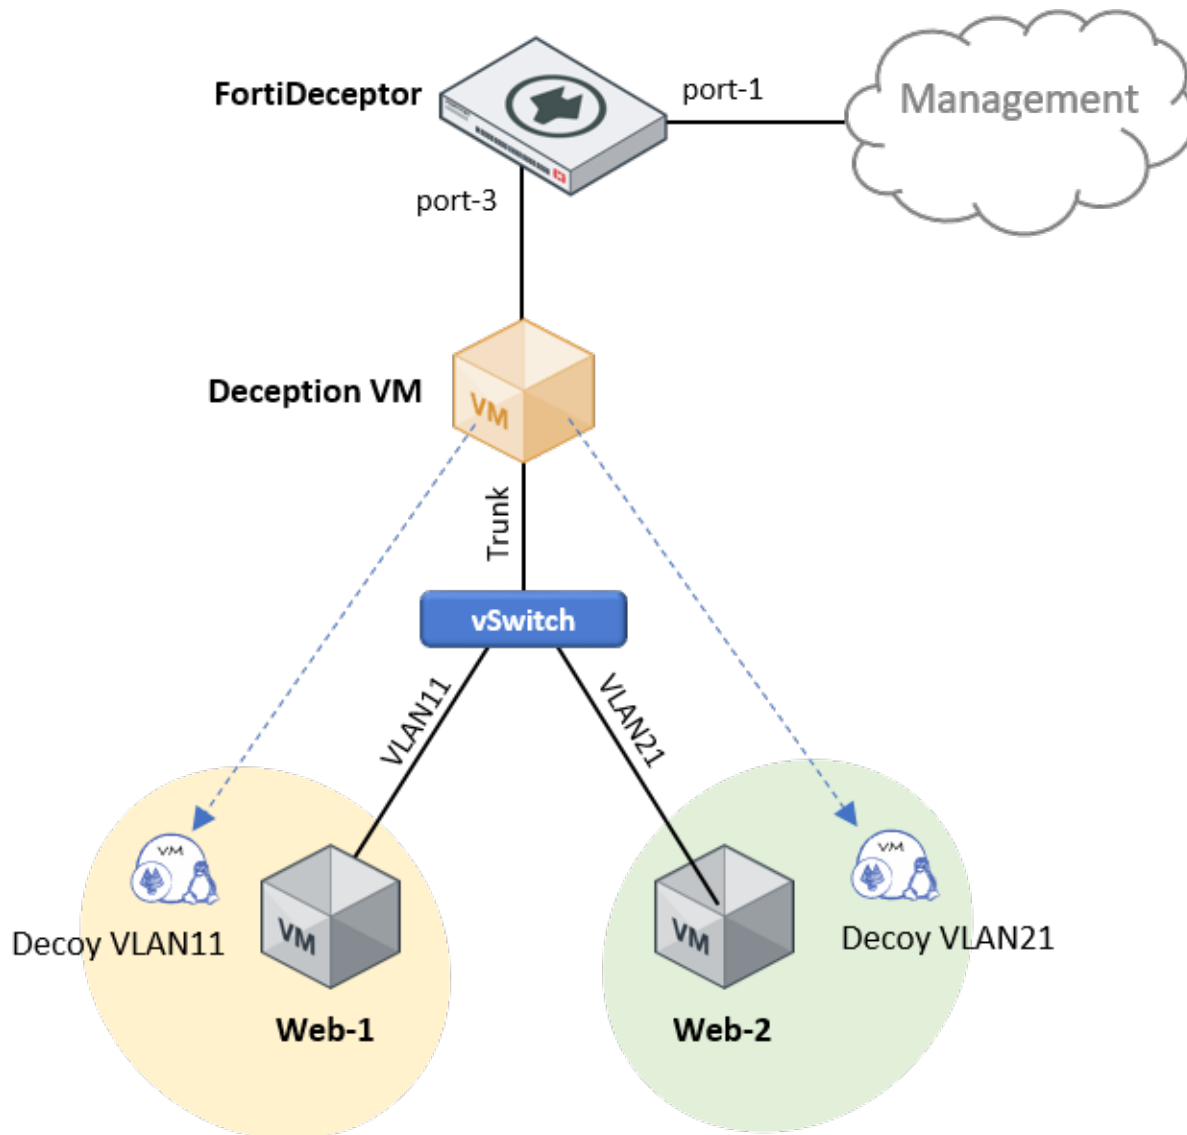 FortiDeceptor
port-1
Management
port-3
Deception VM
VM
Trunk
vSwitch
VLAN11
VLAN21
VM
VM
VM
VM
Decoy VLAN11
Decoy VLAN21
Web-1
Web-2